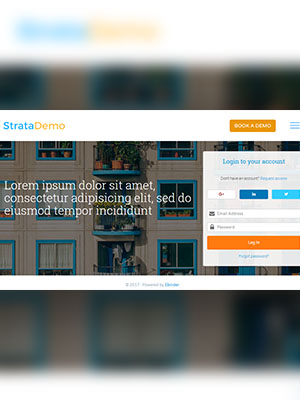 StrataDemo
BOOK A DEMO
Login to your account
Don't have an account? Request access
G+
in
Lorem ipsum dolor sit amet,
consectetur adipisicing elit, sed do
eiusmod tempor incididunt
Email Address
Password
Log In
Forgot password?
© 2017 - Powered by